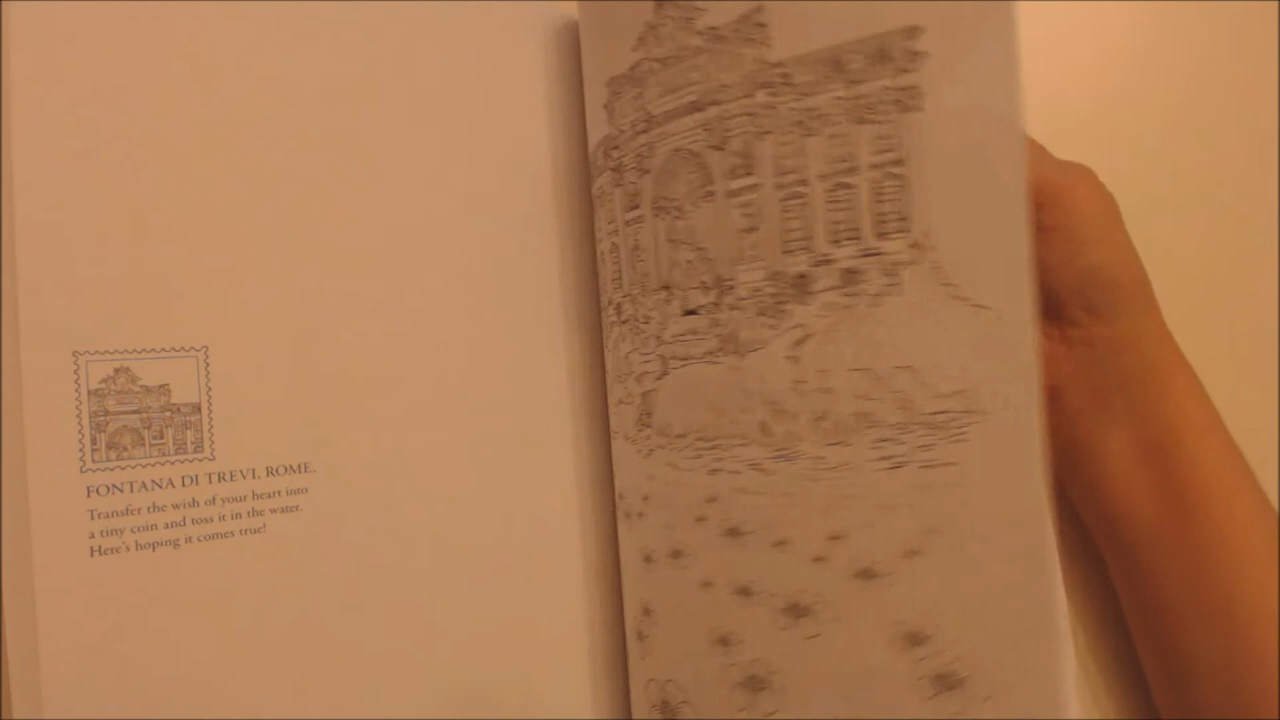 FONTANA DI TREVI, ROME.
Transfer the wish of your heart into
a tiny coin and toss it in the water.
Here's hoping it comes true!